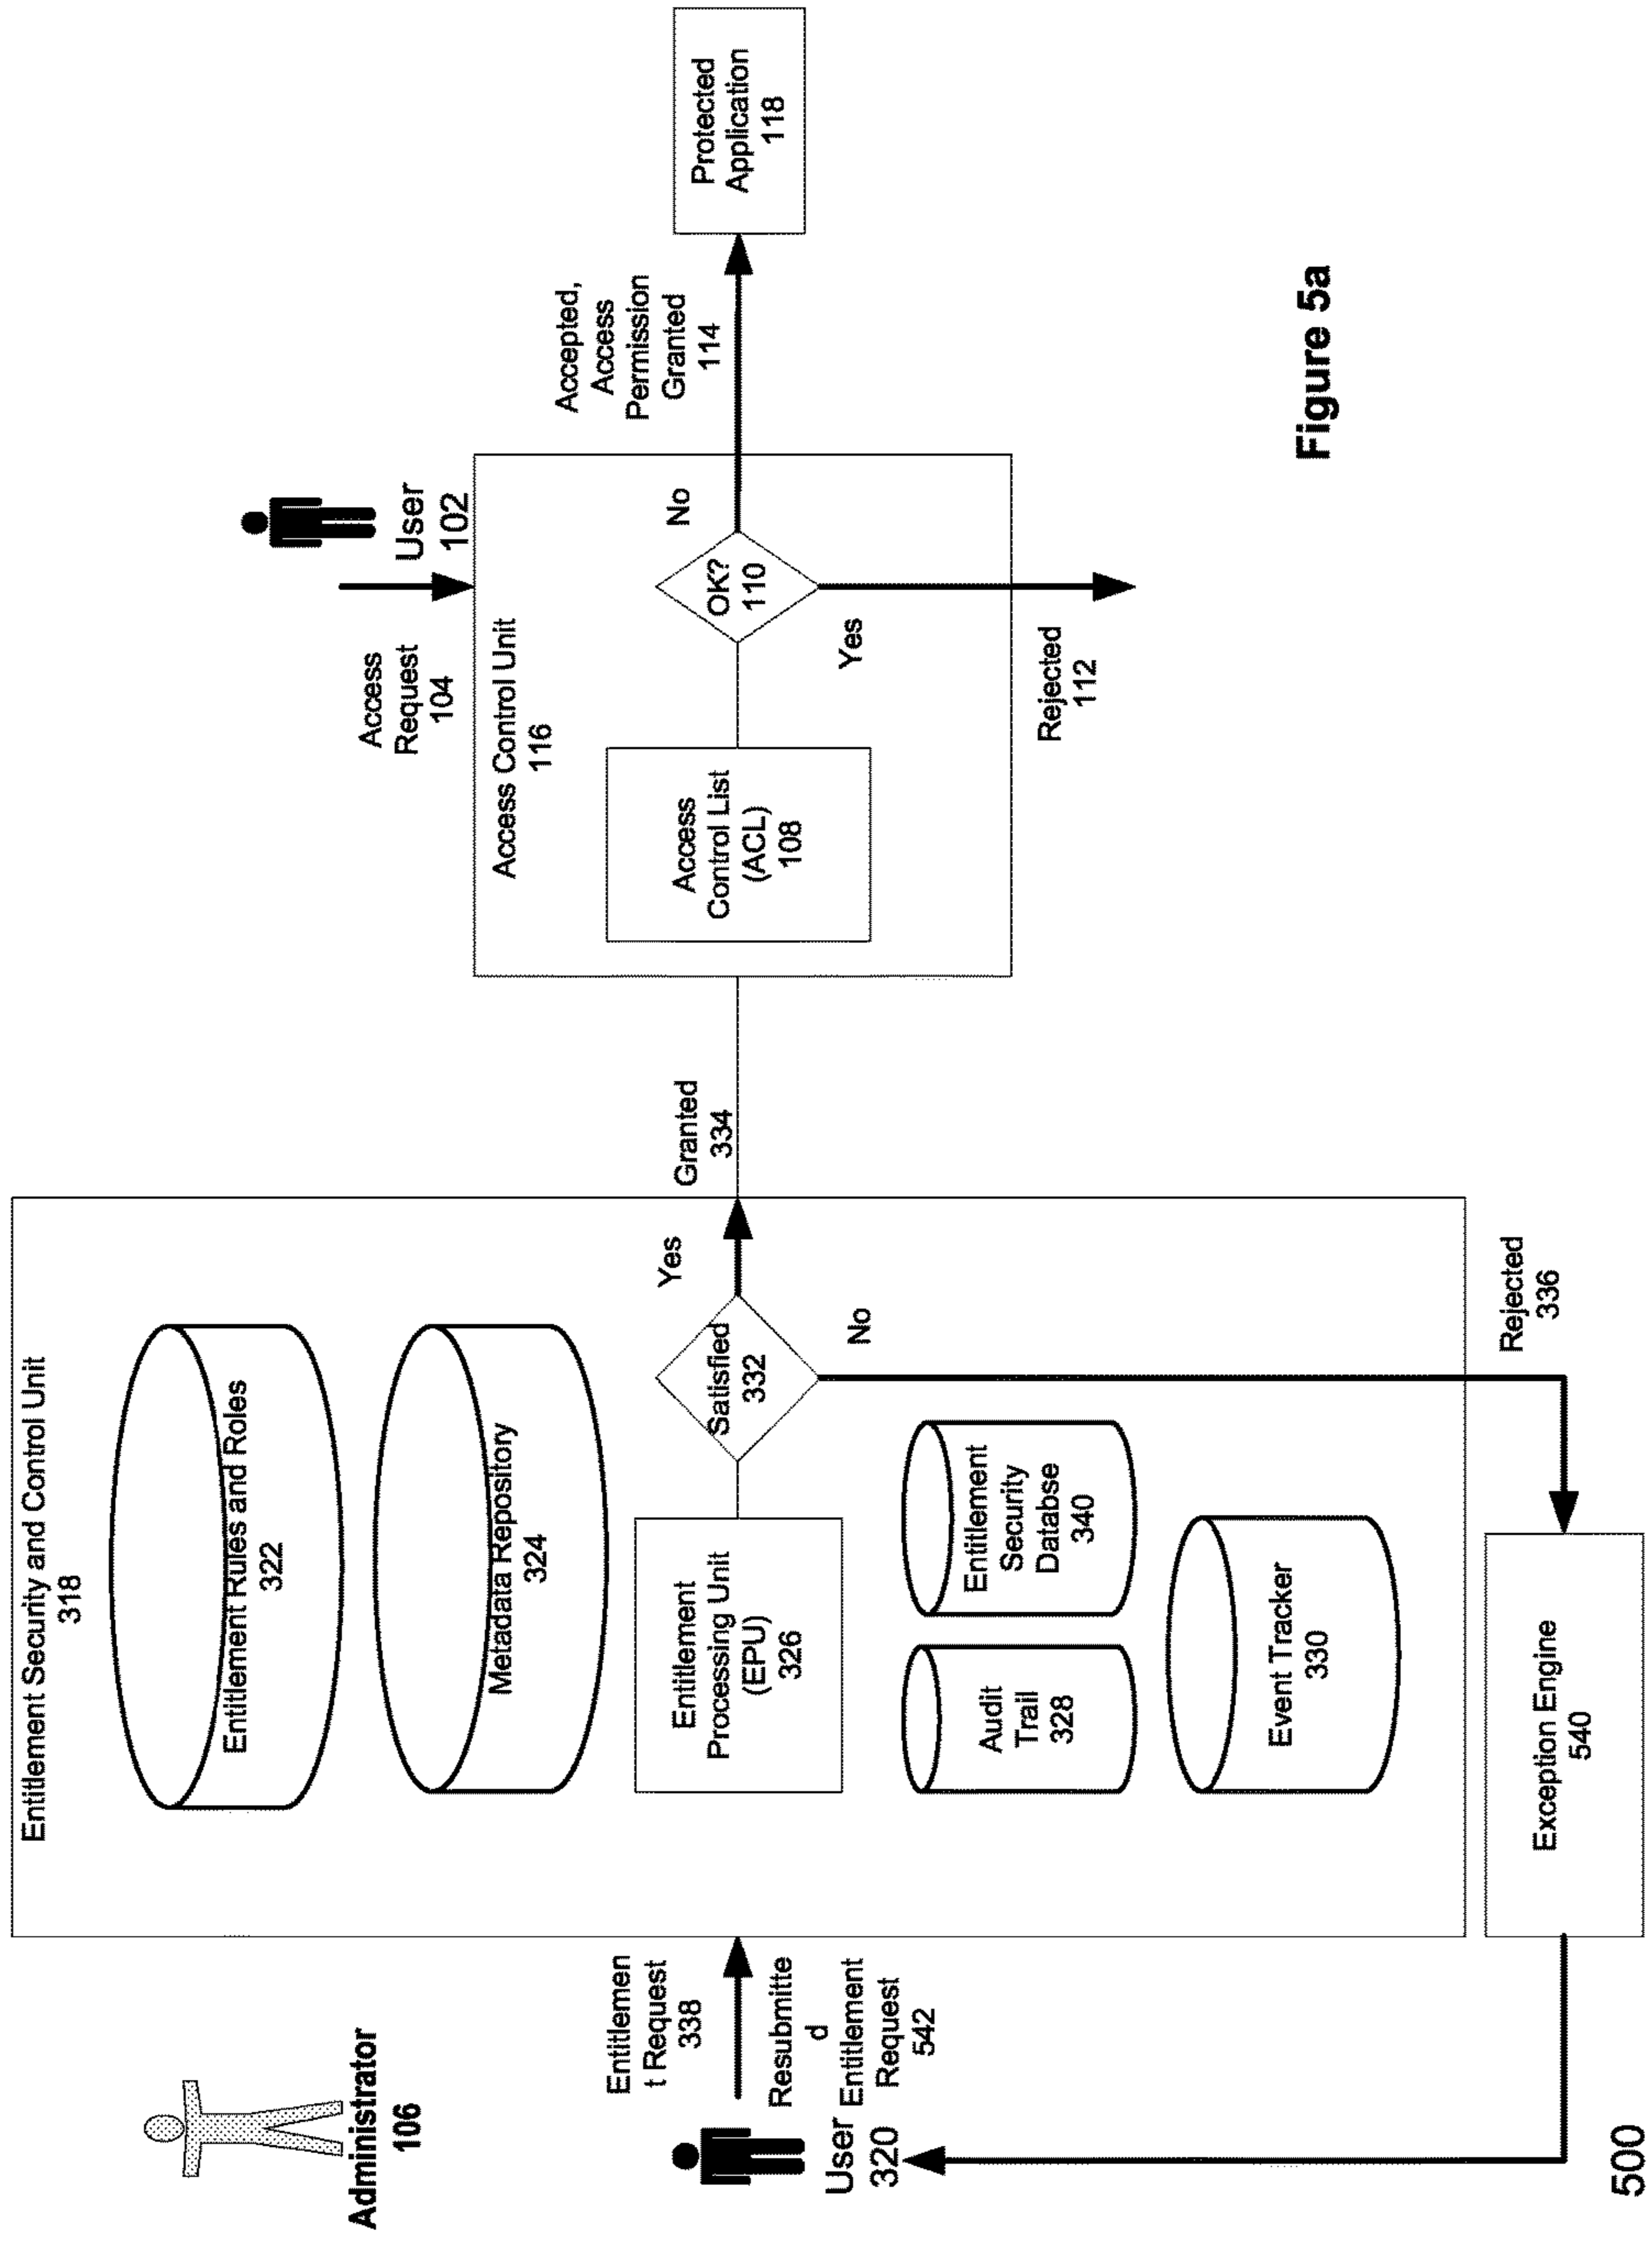 Administrator
106
Entitlement Security and Control Unit
318
Entitlement Rules and Roles
322
Metadata Repository
324
Entitlemen
t Request
338
Resubmitte
d
Entitlement
Request
542
User
320
Entitlement
Processing Unit
(EPU)
326
Satisfied
332
Yes
No
Audit
Trail
328
Entitlement
Security
Databse
340
Event Tracker
330
Granted
334
Rejected
336
Exception Engine
540
Access
Request
104
User
102
Access Control Unit
116
Access
Control List
(ACL)
108
OK?
110
No
Yes
Rejected
112
Accepted,
Access
Permission
Granted
114
Protected
Application
118
500
Figure 5a